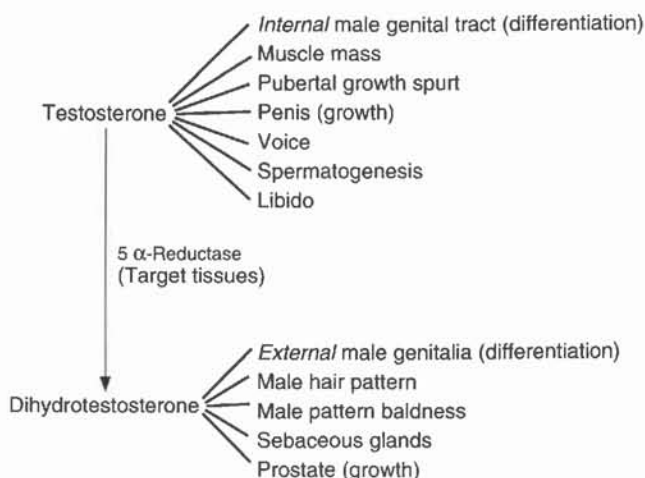 Internal male genital tract (differentiation)
Muscle mass
Pubertal growth spurt
Testosterone
Penis (growth)
Voice
Spermatogenesis
Libido
5 α-Reductase
(Target tissues)
External male genitalia (differentiation)
Male hair pattern
Dihydrotestosterone
Male pattern baldness
Sebaceous glands
Prostate (growth)